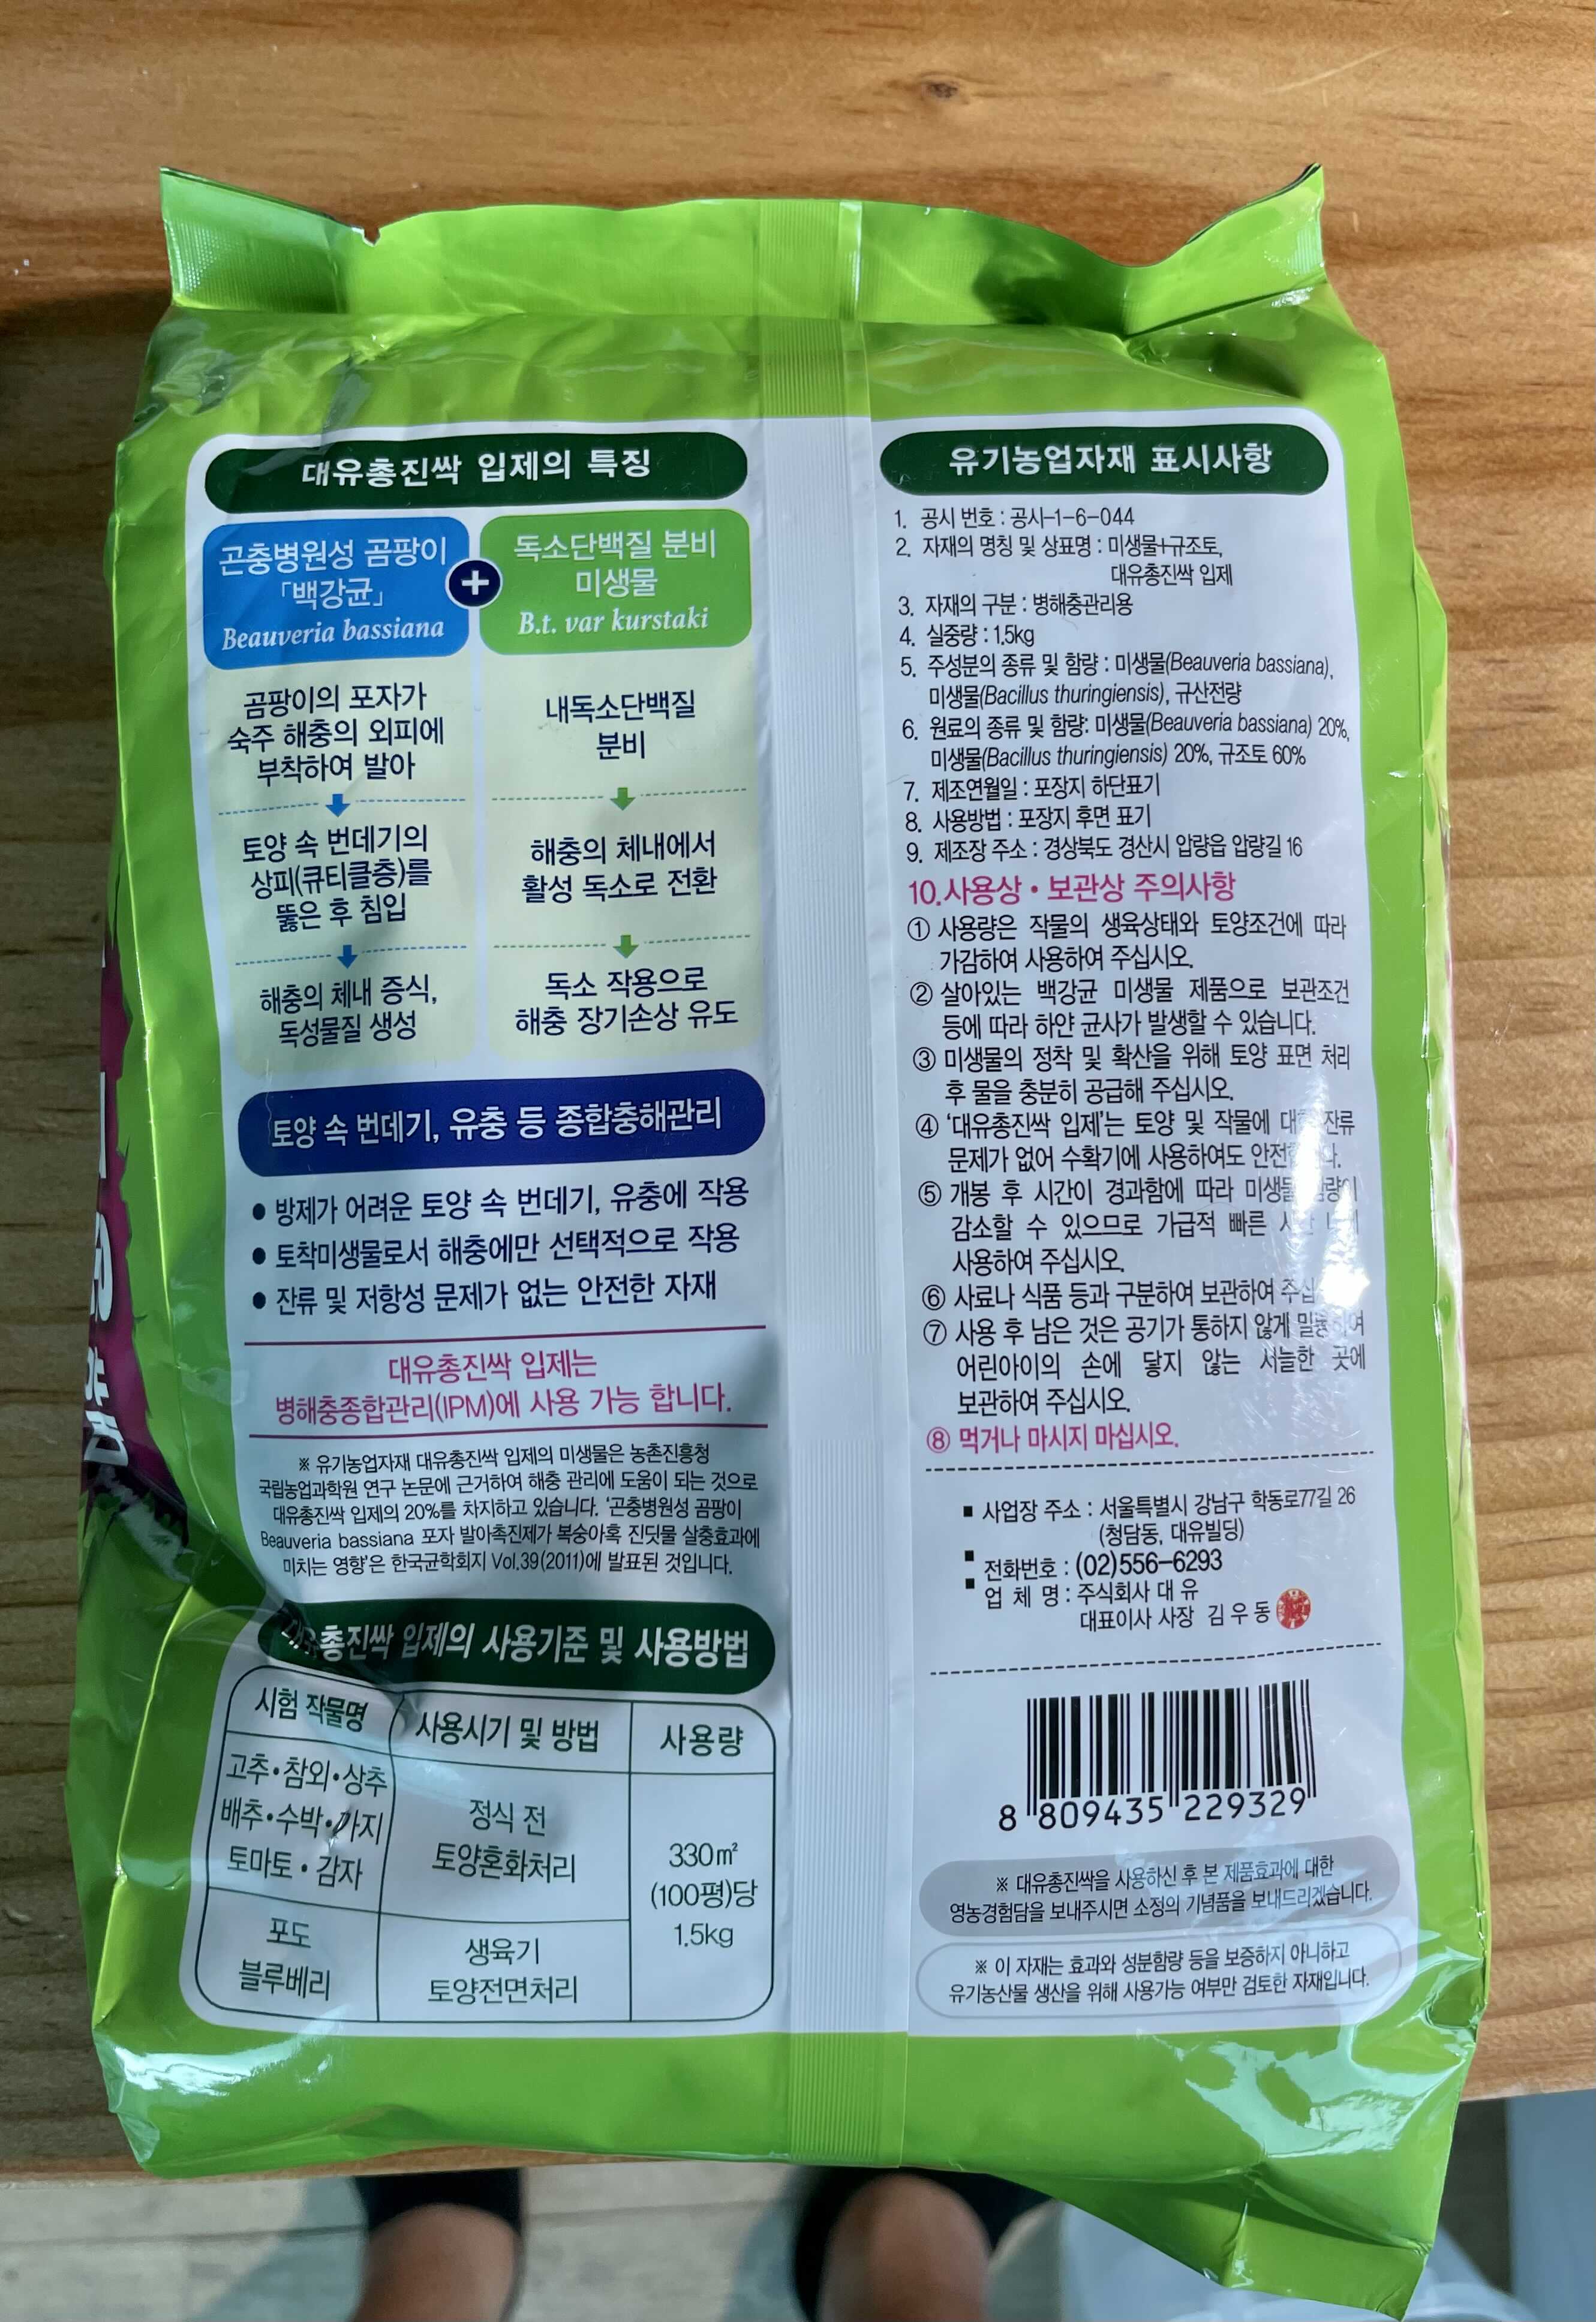 대유총진싹 입제의 특징
곤충병원성 곰팡이
「백강균」
Beauveria bassiana
+
독소단백질 분비
미생물
B.t. var kurstaki
곰팡이의 포자가
숙주 해충의 외피에
부착하여 발아
토양 속 번데기의
상피(큐티클층)를
뚫은 후 침입
해충의 체내 증식,
독성물질 생성
내독소단백질
분비
해충의 체내에서
활성 독소로 전환
독소 작용으로
해충 장기손상 유도
토양 속 번데기, 유충 등 종합충해관리
• 방제가 어려운 토양 속 번데기, 유충에 작용
• 토착미생물로서 해충에만 선택적으로 작용
• 잔류 및 저항성 문제가 없는 안전한 자재
대유총진싹 입제는
병해충종합관리(IPM)에 사용 가능 합니다.
※ 유기농업자재 대유총진싹 입제의 미생물은 농촌진흥청
국립농업과학원 연구 논문에 근거하여 해충 관리에 도움이 되는 것으로
대유총진싹 입제의 20%를 차지하고 있습니다. '곤충병원성 곰팡이
Beauveria bassiana 포자 발아촉진제가 복숭아혹 진딧물 살충효과에
미치는 영향'은 한국균학회지 Vol.39(2011)에 발표된 것입니다.
대유총진싹 입제의 사용기준 및 사용방법
시험 작물명 사용시기 및 방법 사용량
고추·참외·상추
배추·수박·가지
토마토·감자
정식 전
토양혼화처리
포도
블루베리
생육기
토양전면처리
330㎡
(100평)당
1.5kg
유기농업자재 표시사항
1. 공시 번호 : 공시-1-6-044
2. 자재의 명칭 및 상표명 : 미생물+규조토,
대유총진싹 입제
3. 자재의 구분 : 병해충관리용
4. 실중량 : 1.5kg
5. 주성분의 종류 및 함량 : 미생물(Beauveria bassiana),
미생물(Bacillus thuringiensis), 규산전량
6. 원료의 종류 및 함량: 미생물(Beauveria bassiana) 20%,
미생물(Bacillus thuringiensis) 20%, 규조토 60%
7. 제조연월일 : 포장지 하단표기
8. 사용방법 : 포장지 후면 표기
9. 제조장 주소 : 경상북도 경산시 압량읍 압량길 16
10.사용상·보관상 주의사항
① 사용량은 작물의 생육상태와 토양조건에 따라
가감하여 사용하여 주십시오.
② 살아있는 백강균 미생물 제품으로 보관조건
등에 따라 하얀 균사가 발생할 수 있습니다.
③ 미생물의 정착 및 확산을 위해 토양 표면 처리
후 물을 충분히 공급해 주십시오.
④ '대유총진싹 입제'는 토양 및 작물에 대한 잔류
문제가 없어 수확기에 사용하여도
⑤ 개봉 후 시간이 경과함에 따라
감소할 수 있으므로 가급적 빠른
사용하여 주십시오.
⑥ 사료나 식품 등과 구분하여 보관하여
⑦ 사용 후 남은 것은 공기가 통하지 않게
어린아이의 손에 닿지 않는 서늘한 곳에
보관하여 주십시오.
⑧ 먹거나 마시지 마십시오.
▪ 사업장 주소 : 서울특별시 강남구 학동로77길 26
(청담동, 대유빌딩)
▪ 전화번호 : (02)556-6293
▪ 업 체 명 : 주식회사 대 유
대표이사 사장 김 우 동
8 809435 229329
※ 대유총진싹을 사용하신 후 본 제품효과에 대한
영농경험담을 보내주시면 소정의 기념품을 보내드리겠습니다.
※ 이 자재는 효과와 성분함량 등을 보증하지 아니하고
유기농산물 생산을 위해 사용가능 여부만 검토한 자재입니다.